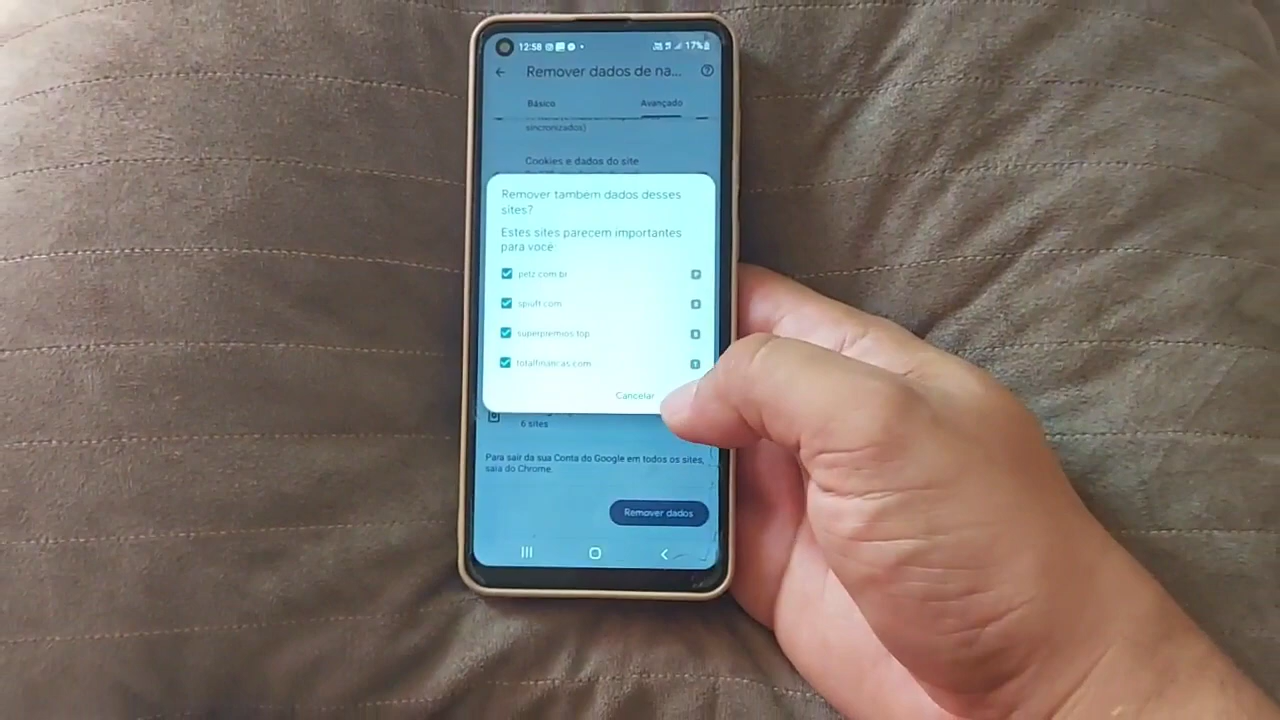 12:58
17%
Remover dados de na...
Básico
Avançado
sincronizados)
Cookies e dados do site
Remover também dados desses
sites?
Estes sites parecem importantes
para você:
petz.com.br
P
spiuft.com
S
superpremios.top
S
totalfinancas.com
T
Cancelar
6 sites
Para sair da sua Conta do Google em todos os sites,
saia do Chrome.
Remover dados